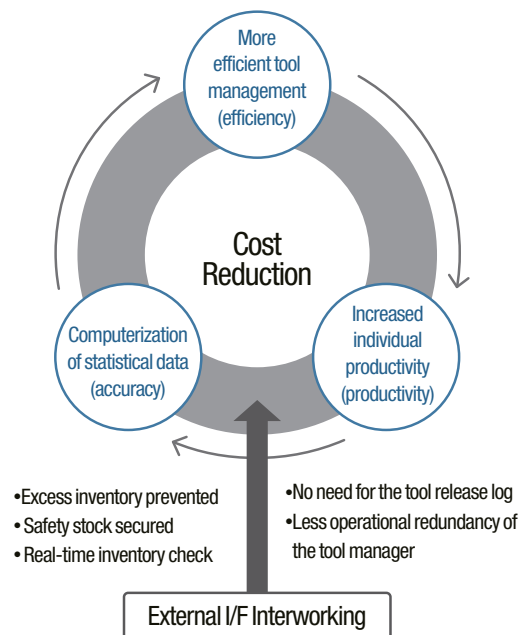 More
efficient tool
management
(efficiency)
Cost
Reduction
Computerization
of statistical data
(accuracy)
Increased
individual
productivity
(productivity)
•Excess inventory prevented
• Safety stock secured
• Real-time inventory check
•No need for the tool release log
•Less operational redundancy of
the tool manager
External I/F Interworking